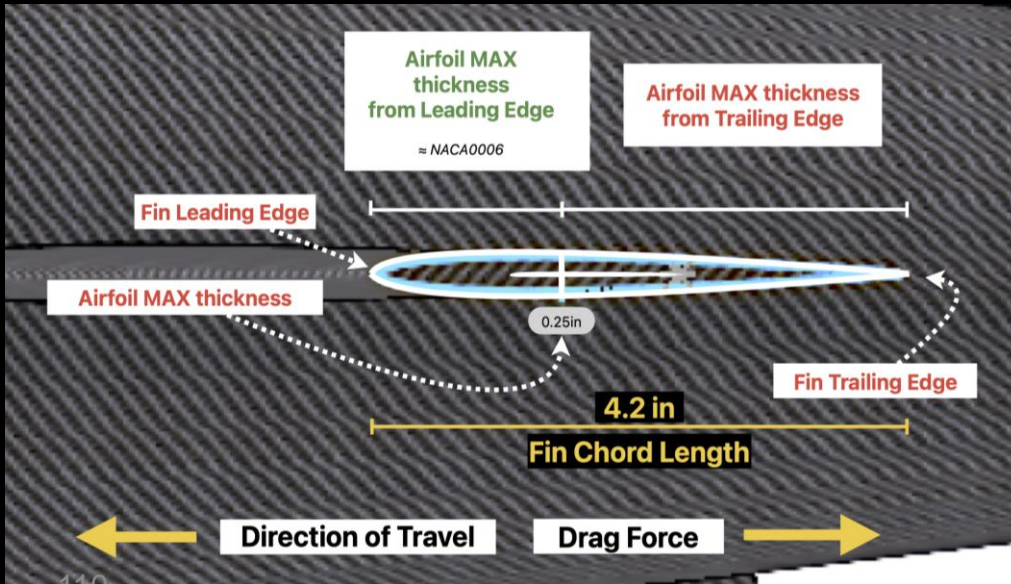 Airfoil MAX
thickness
from Leading Edge
≈ NACA0006
Airfoil MAX thickness
from Trailing Edge
Fin Leading Edge
Airfoil MAX thickness
0.25in
Fin Trailing Edge
4.2 in
Fin Chord Length
Direction of Travel
Drag Force